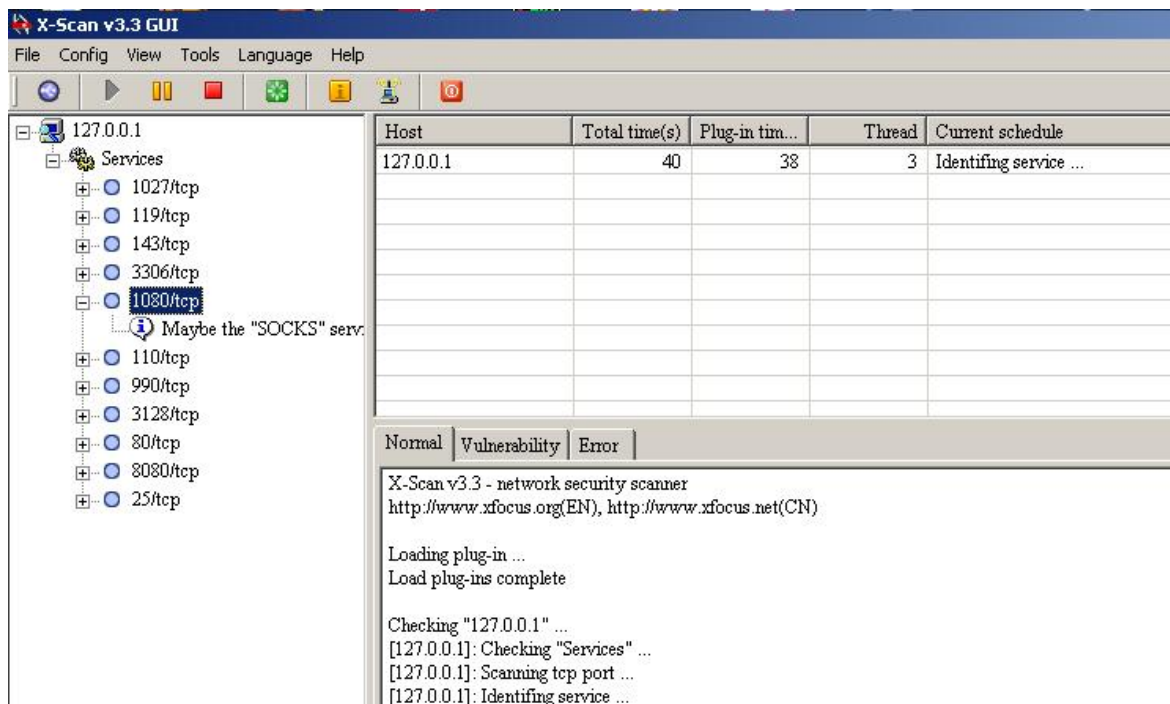 X-Scan v3.3 GUI
File Config View Tools Language Help
127.0.0.1
Services
1027/tcp
119/tcp
143/tcp
3306/tcp
1080/tcp
Maybe the "SOCKS" serv
110/tcp
990/tcp
3128/tcp
80/tcp
8080/tcp
25/tcp
Host Total time(s) Plug-in tim... Thread Current schedule
127.0.0.1 40 38 3 Identifing service ...
Normal Vulnerability Error
X-Scan v3.3 - network security scanner
http://www.xfocus.org(EN), http://www.xfocus.net(CN)
Loading plug-in ...
Load plug-ins complete
Checking "127.0.0.1" ...
[127.0.0.1]: Checking "Services" ...
[127.0.0.1]: Scanning tcp port ...
[127.0.0.1]: Identifing service ...